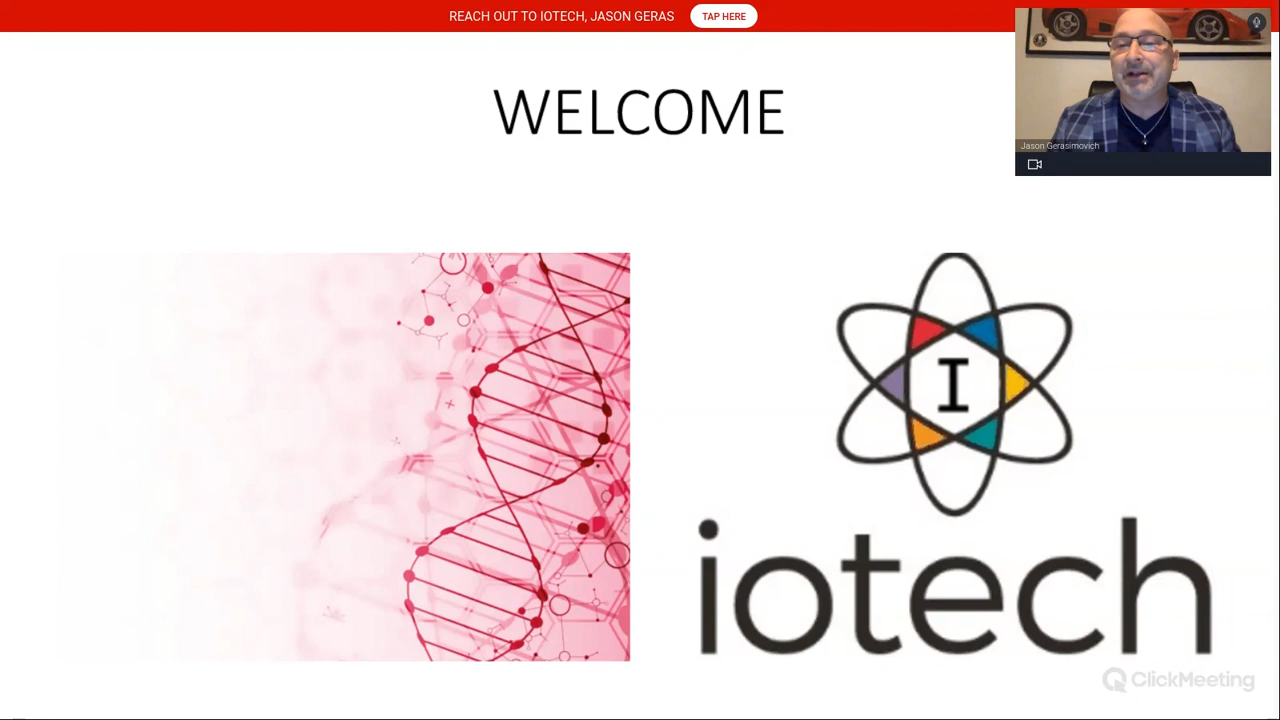 REACH OUT TO IOTECH, JASON GERAS
TAP HERE
WELCOME
Jason Gerasimovich
I
iotech
ClickMeeting